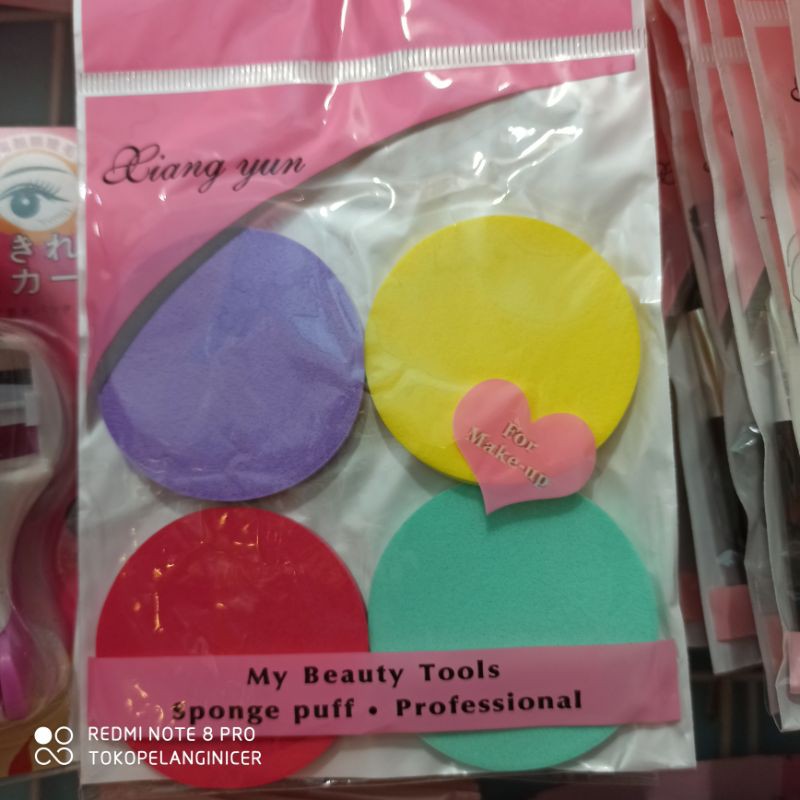 Xiang yun
きれ
カー
For
Make-up
My Beauty Tools
Sponge puff • Professional
REDMI NOTE 8 PRO
TOKOPELANGINICER